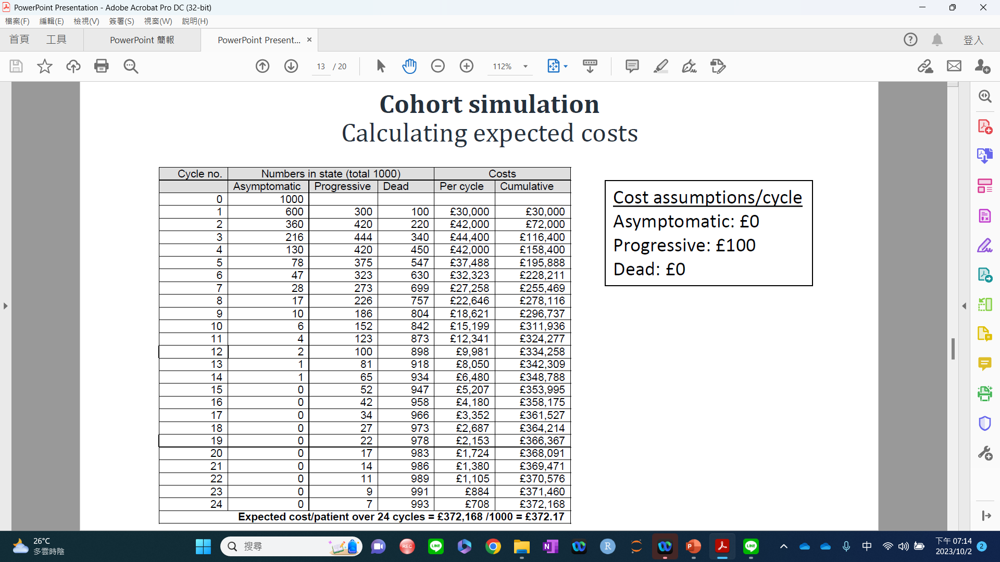 PowerPoint Presentation - Adobe Acrobat Pro DC (32-bit)
檔案(F) 編輯(E) 檢視(V) 簽署(S) 視窗(W) 說明(H)
首頁 工具 PowerPoint 簡報 PowerPoint Present... × 登入
13 / 20 112%
Cohort simulation
Calculating expected costs
Cycle no. Numbers in state (total 1000) Costs
Asymptomatic Progressive Dead Per cycle Cumulative
0 1000
1 600 300 100 £30,000 £30,000
2 360 420 220 £42,000 £72,000
3 216 444 340 £44,400 £116,400
4 130 420 450 £42,000 £158,400
5 78 375 547 £37,488 £195,888
6 47 323 630 £32,323 £228,211
7 28 273 699 £27,258 £255,469
8 17 226 757 £22,646 £278,116
9 10 186 804 £18,621 £296,737
10 6 152 842 £15,199 £311,936
11 4 123 873 £12,341 £324,277
12 2 100 898 £9,981 £334,258
13 1 81 918 £8,050 £342,309
14 1 65 934 £6,480 £348,788
15 0 52 947 £5,207 £353,995
16 0 42 958 £4,180 £358,175
17 0 34 966 £3,352 £361,527
18 0 27 973 £2,687 £364,214
19 0 22 978 £2,153 £366,367
20 0 17 983 £1,724 £368,091
21 0 14 986 £1,380 £369,471
22 0 11 989 £1,105 £370,576
23 0 9 991 £884 £371,460
24 0 7 993 £708 £372,168
Expected cost/patient over 24 cycles = £372,168 /1000 = £372.17
Cost assumptions/cycle
Asymptomatic: £0
Progressive: £100
Dead: £0
26°C
多雲時陰
搜尋
REC
LINE
N
R
P
LINE
中
下午 07:14
2023/10/2
2